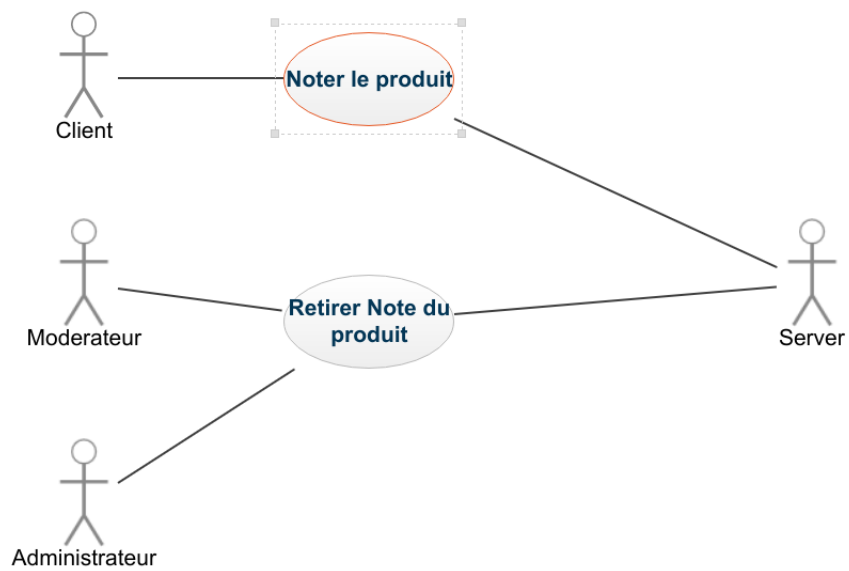 Noter le produit
Client
Retirer Note du
produit
Moderateur
Server
Administrateur